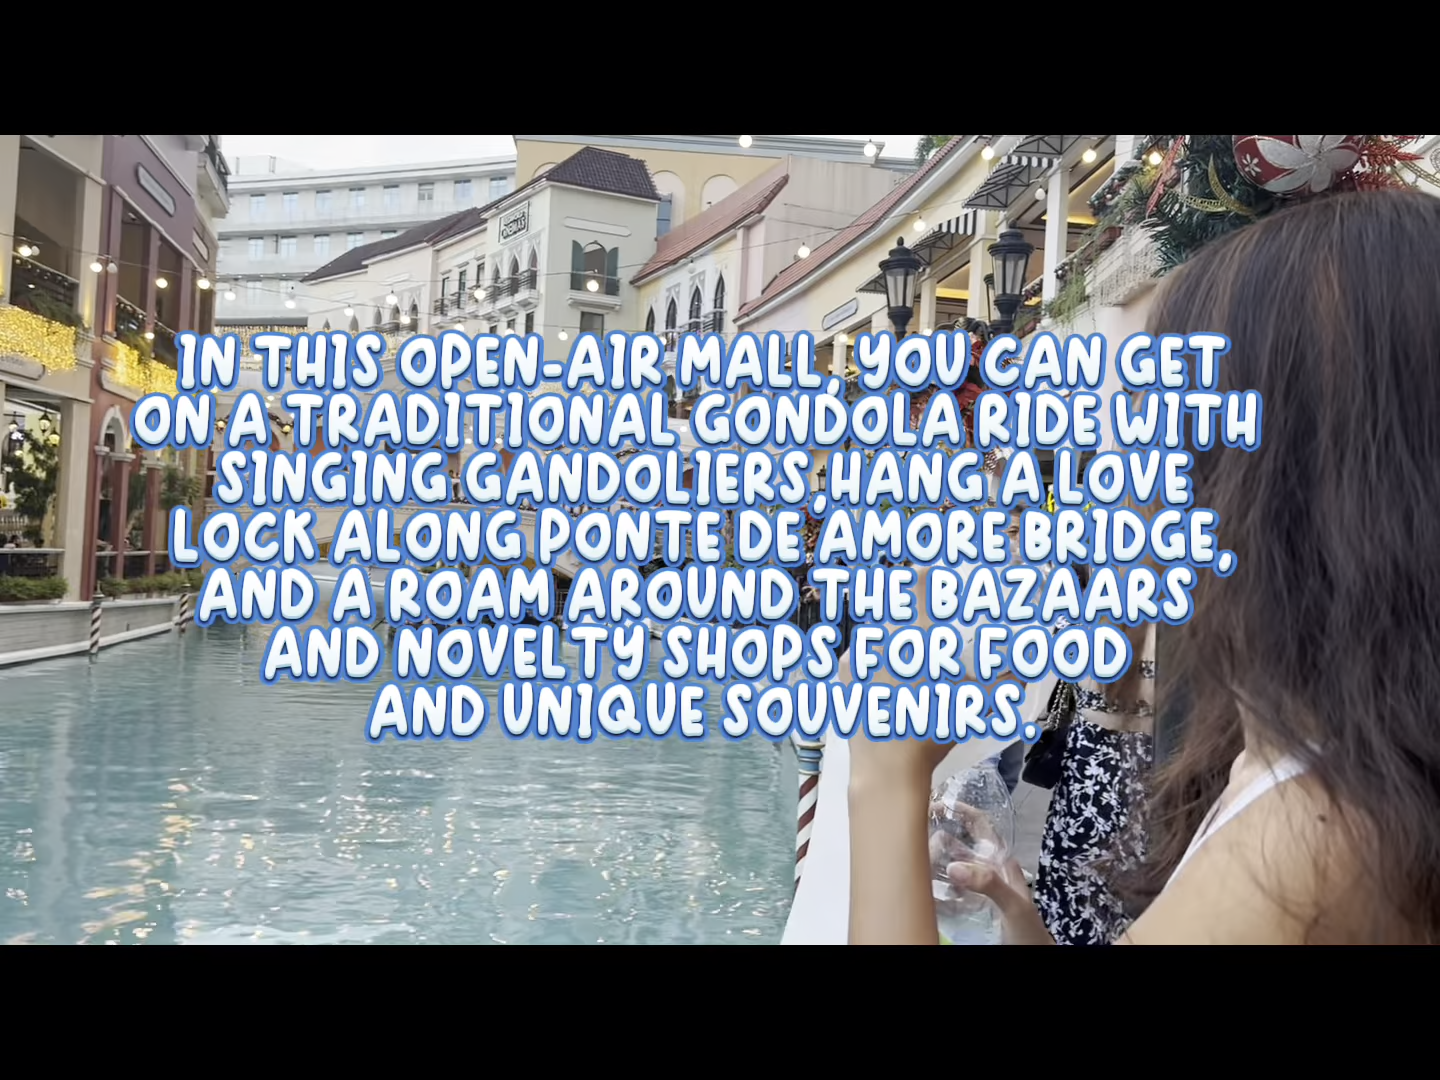 IN THIS OPEN-AIR MALL, YOU CAN GET
ON A TRADITIONAL GONDOLA RIDE WITH
SINGING GANDOLIERS,HANG A LOVE
LOCK ALONG PONTE DE AMORE BRIDGE,
AND A ROAM AROUND THE BAZAARS
AND NOVELTY SHOPS FOR FOOD
AND UNIQUE SOUVENIRS.